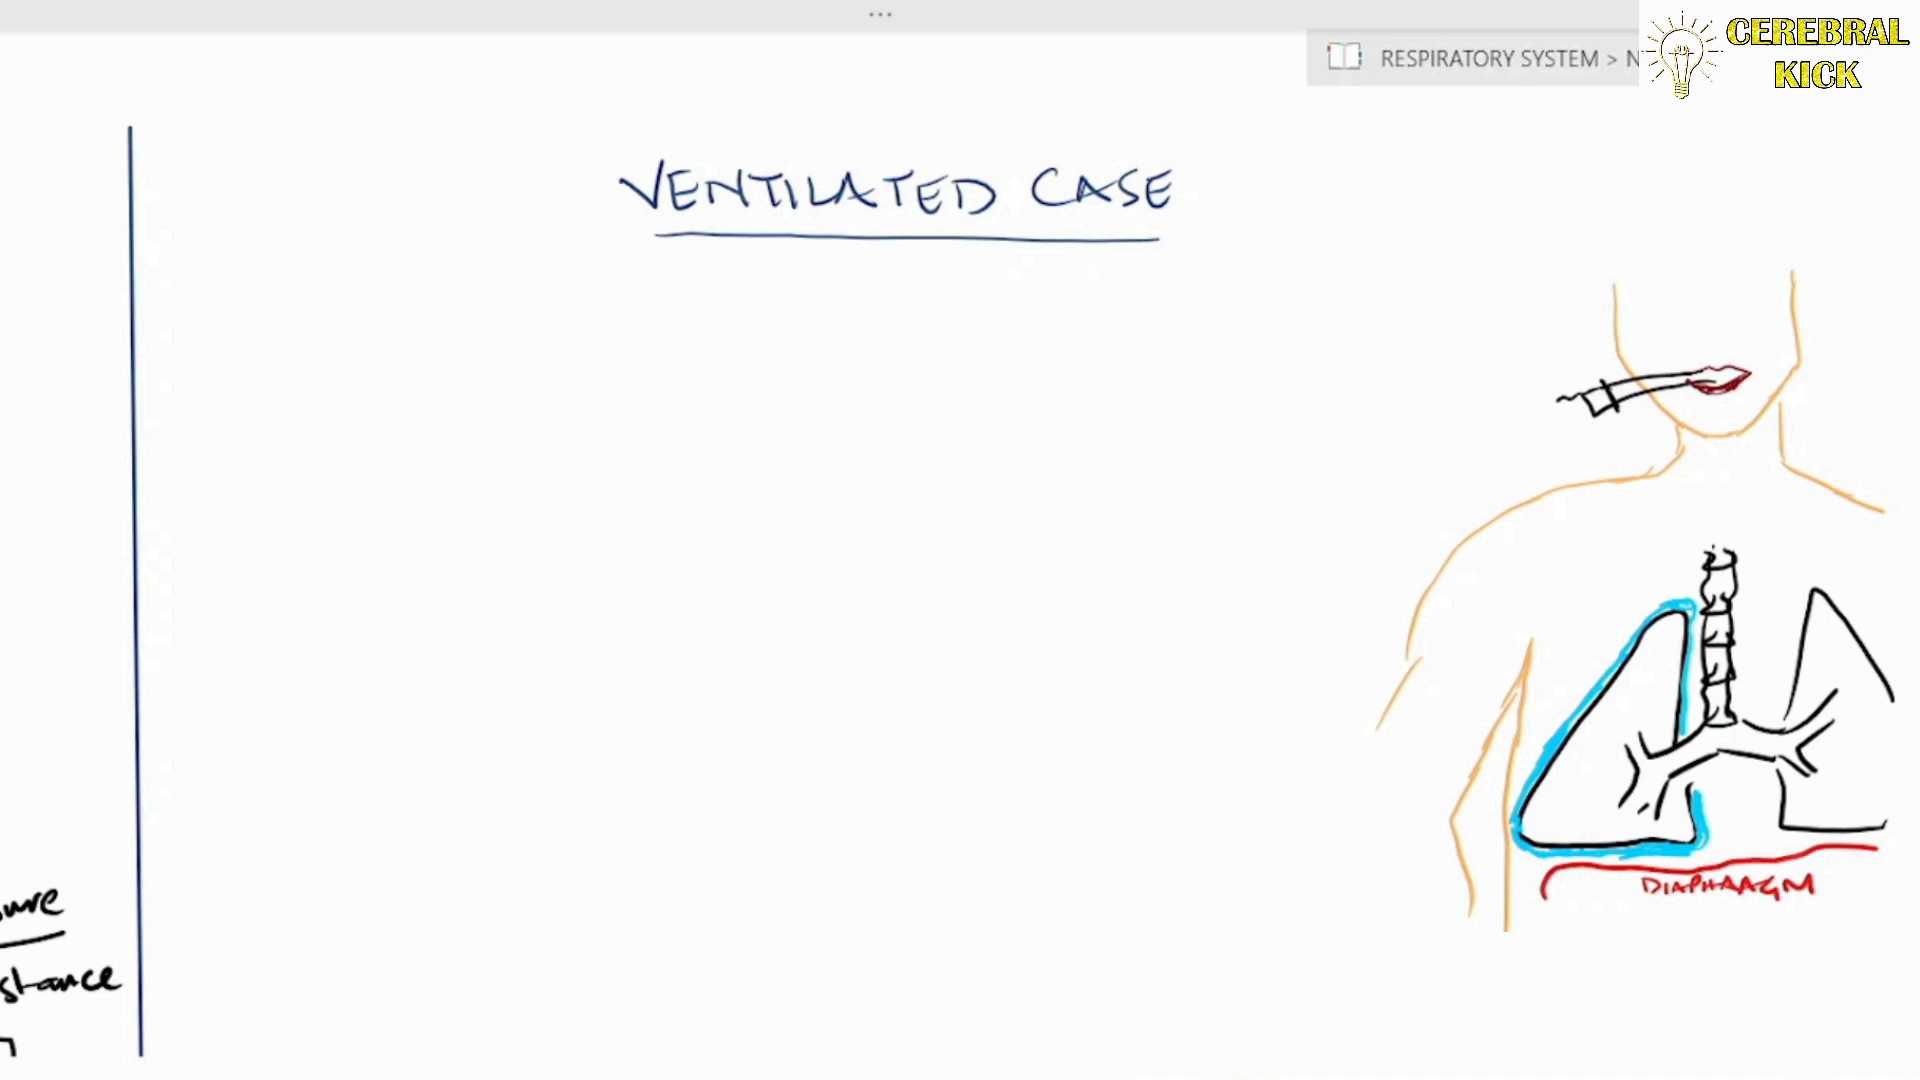 CEREBRAL
KICK
RESPIRATORY SYSTEM > N
VENTILATED CASE
DIAPHRAGM